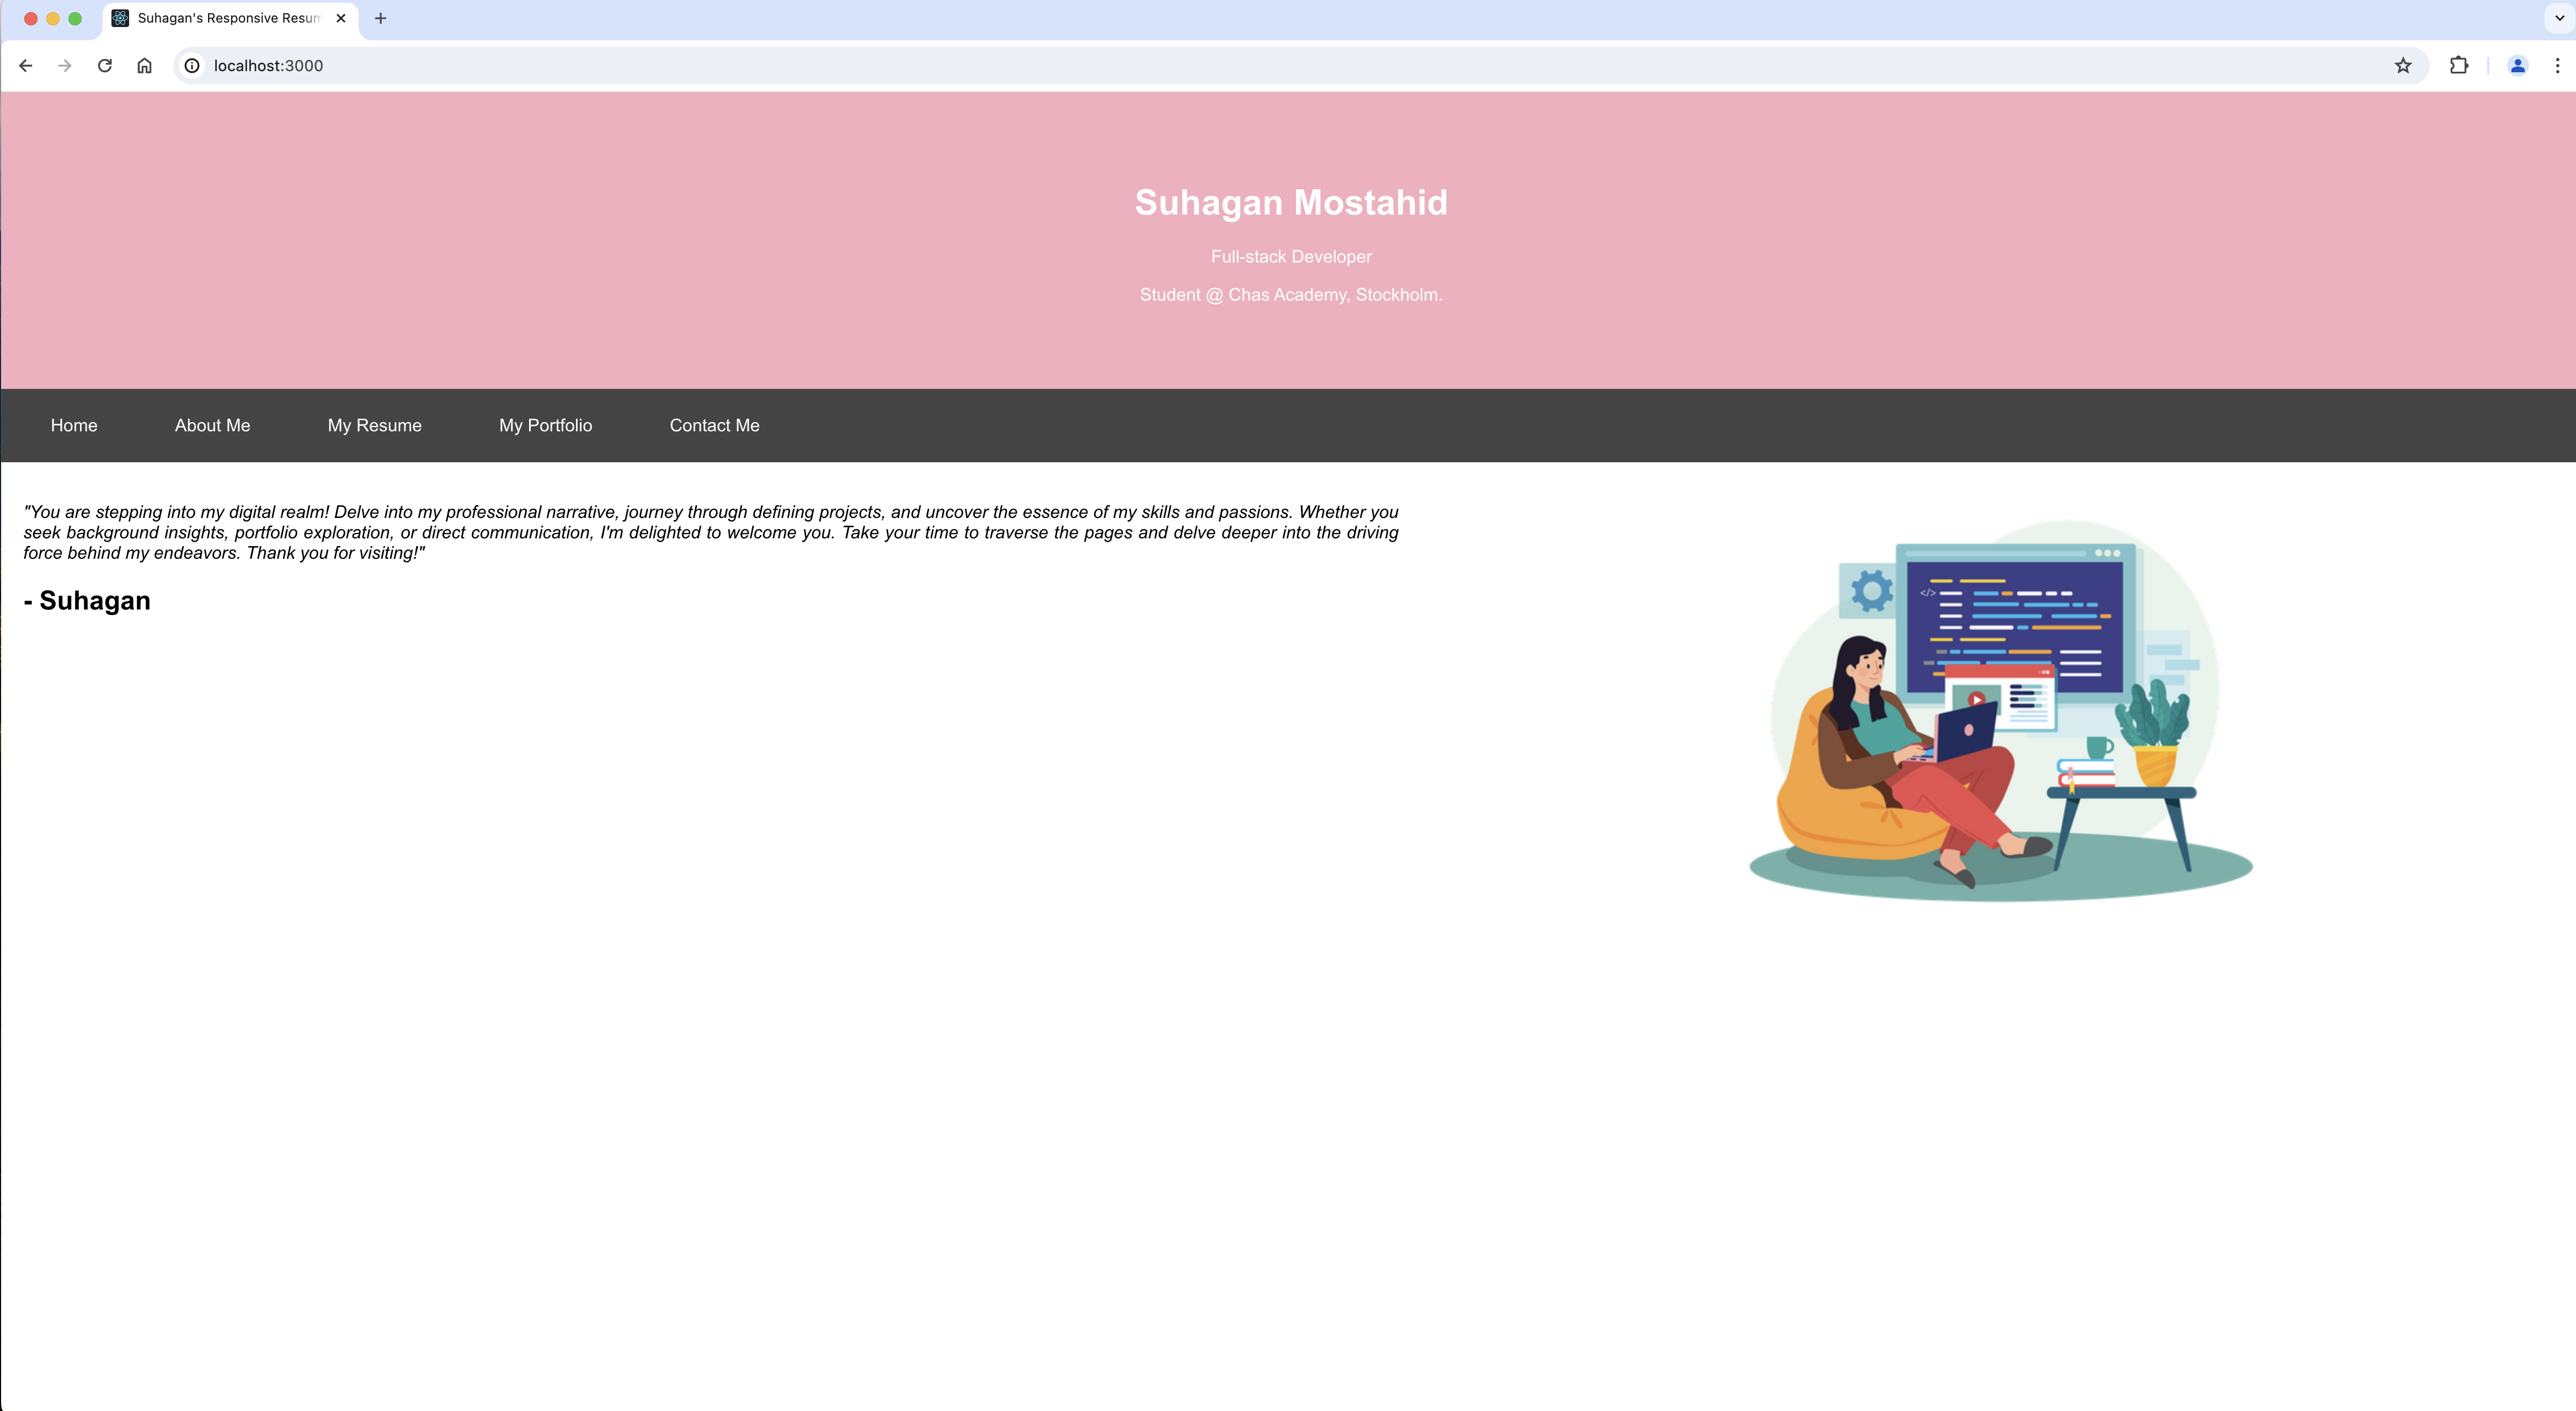 Suhagan's Responsive Resum
localhost:3000
Suhagan Mostahid
Full-stack Developer
Student @ Chas Academy, Stockholm.
Home About Me My Resume My Portfolio Contact Me
"You are stepping into my digital realm! Delve into my professional narrative, journey through defining projects, and uncover the essence of my skills and passions. Whether you
seek background insights, portfolio exploration, or direct communication, I'm delighted to welcome you. Take your time to traverse the pages and delve deeper into the driving
force behind my endeavors. Thank you for visiting!"
- Suhagan
</>